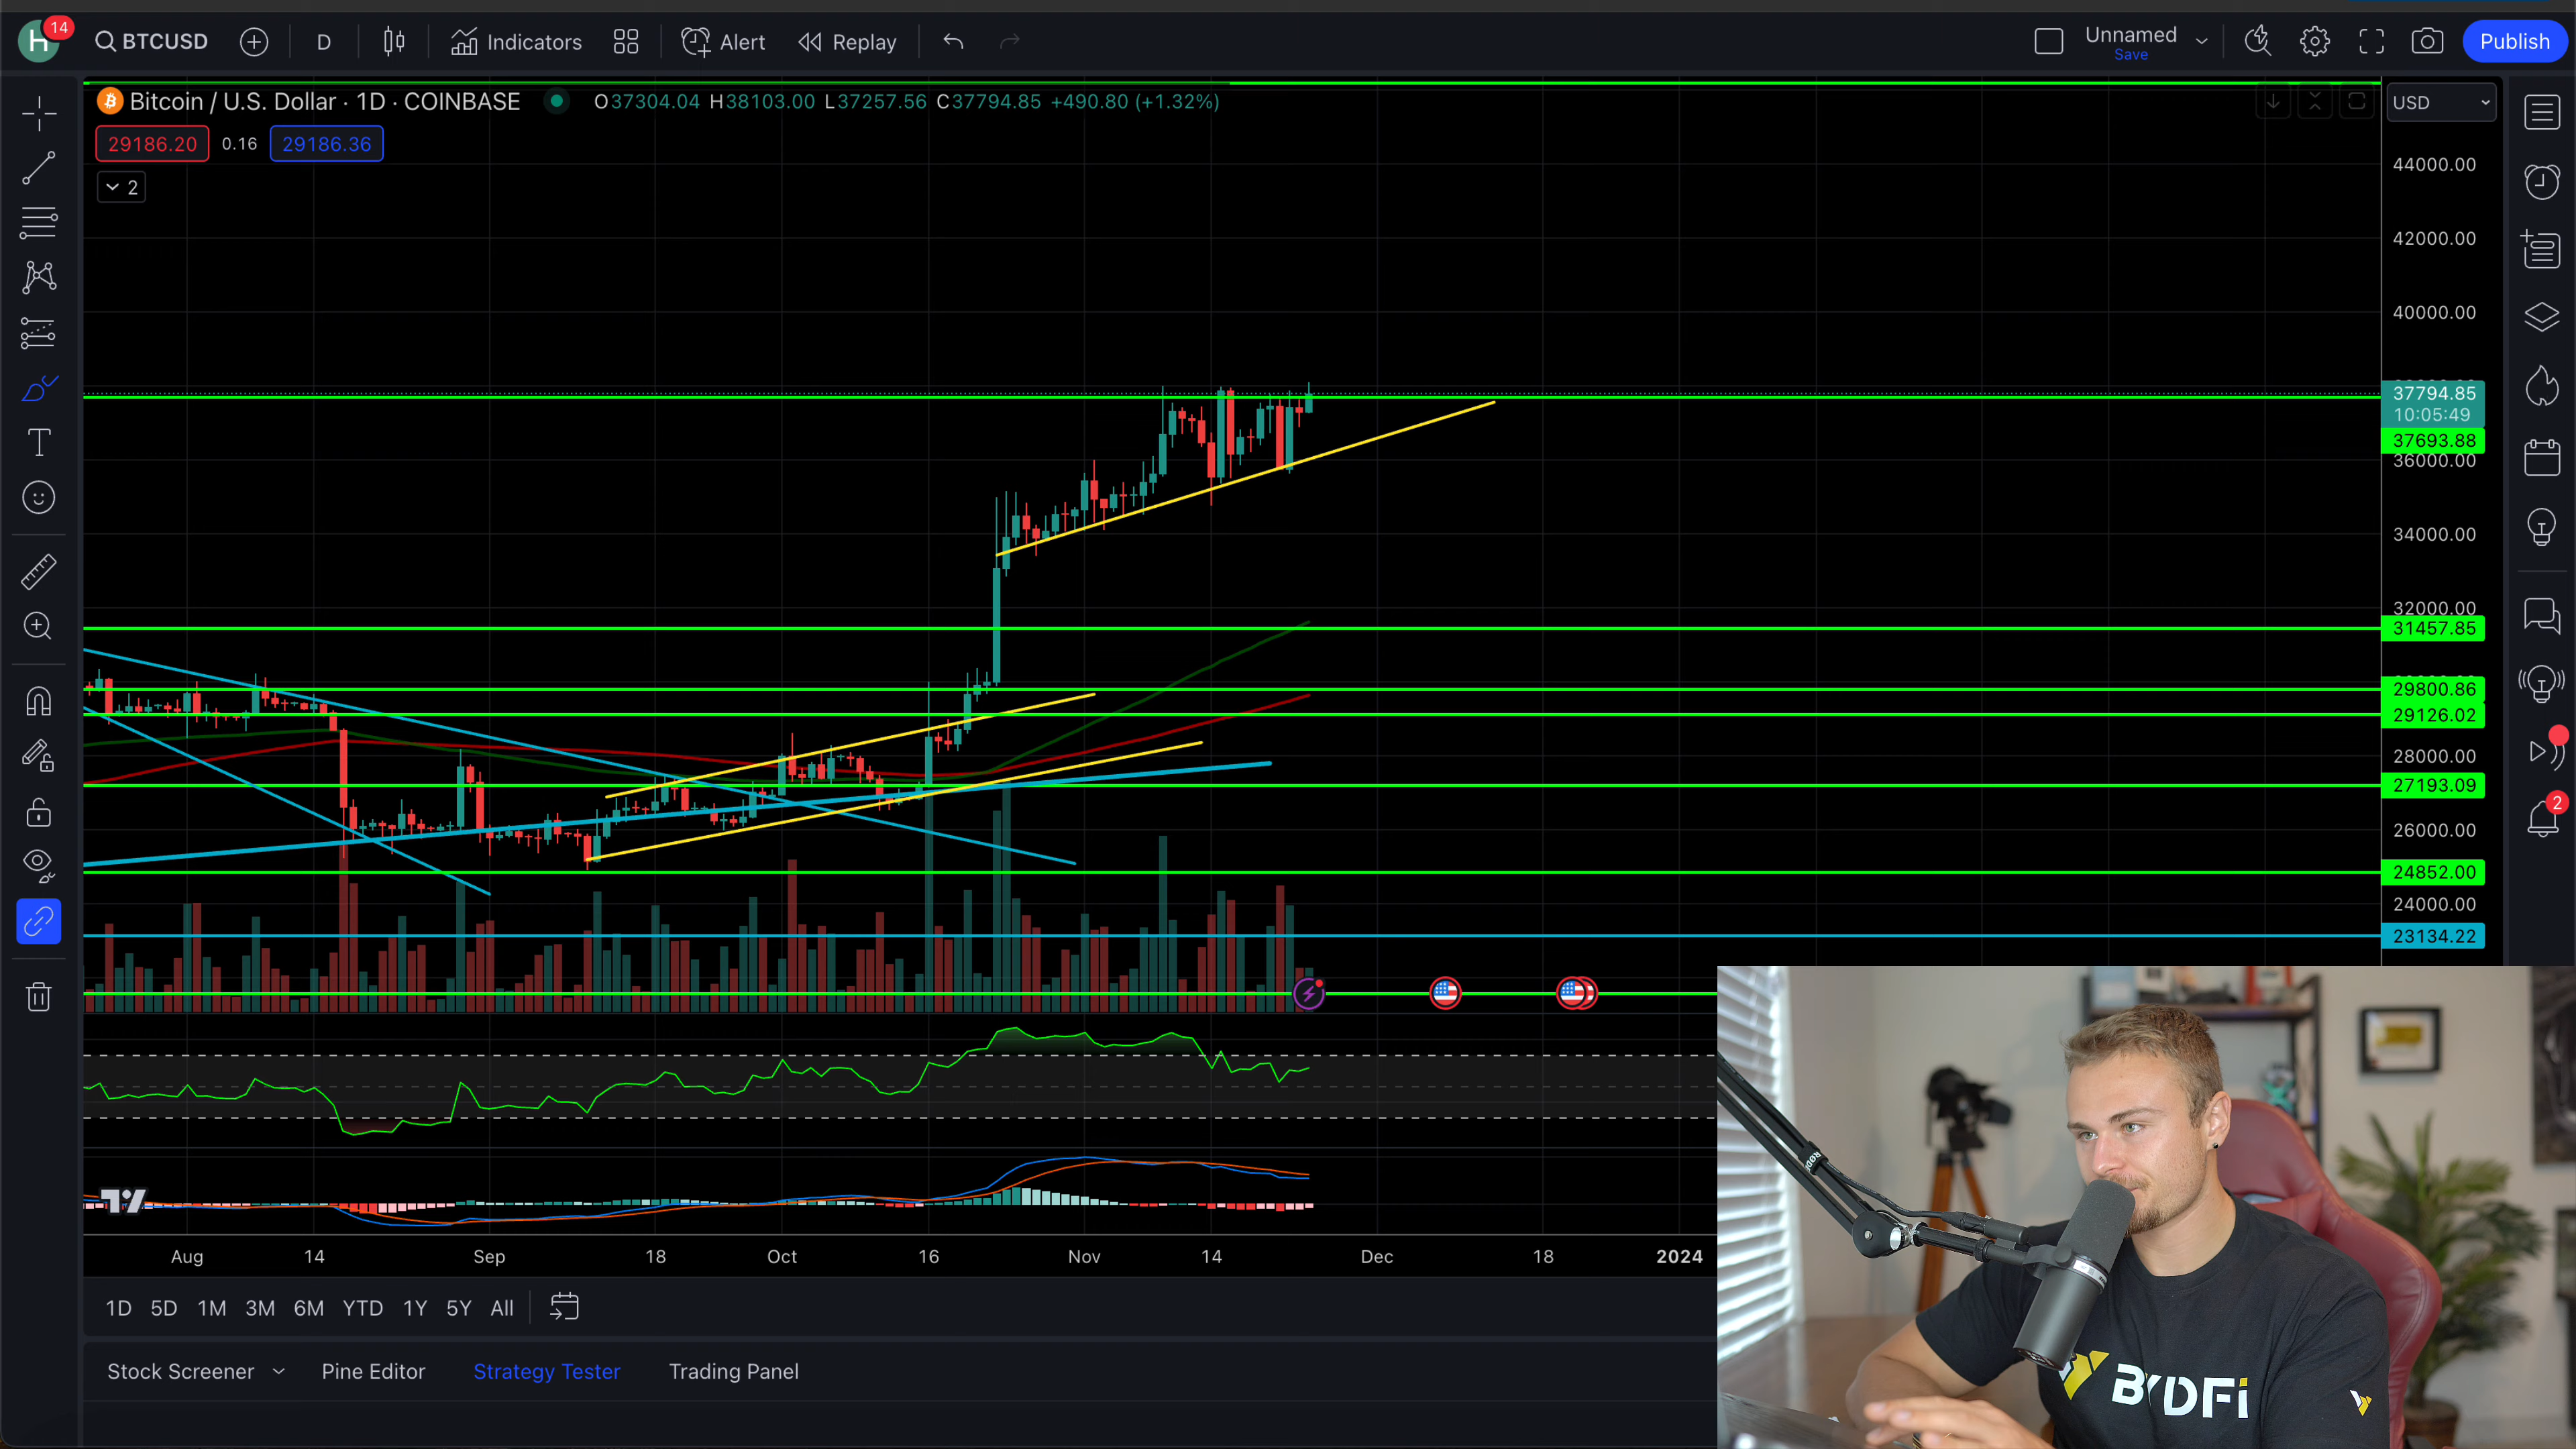 H 14 BTCUSD D Indicators Alert Replay Unnamed Save Publish
Bitcoin / U.S. Dollar · 1D · COINBASE O37304.04 H38103.00 L37257.56 C37794.85 +490.80 (+1.32%) USD
29186.20 0.16 29186.36
2
44000.00
42000.00
40000.00
37794.85
10:05:49
37693.88
36000.00
34000.00
32000.00
31457.85
29800.86
29126.02
28000.00
27193.09
2
26000.00
24852.00
24000.00
23134.22
Aug 14 Sep 18 Oct 16 Nov 14 Dec 18 2024
1D 5D 1M 3M 6M YTD 1Y 5Y All
Stock Screener Pine Editor Strategy Tester Trading Panel
RØDE
BYDFi